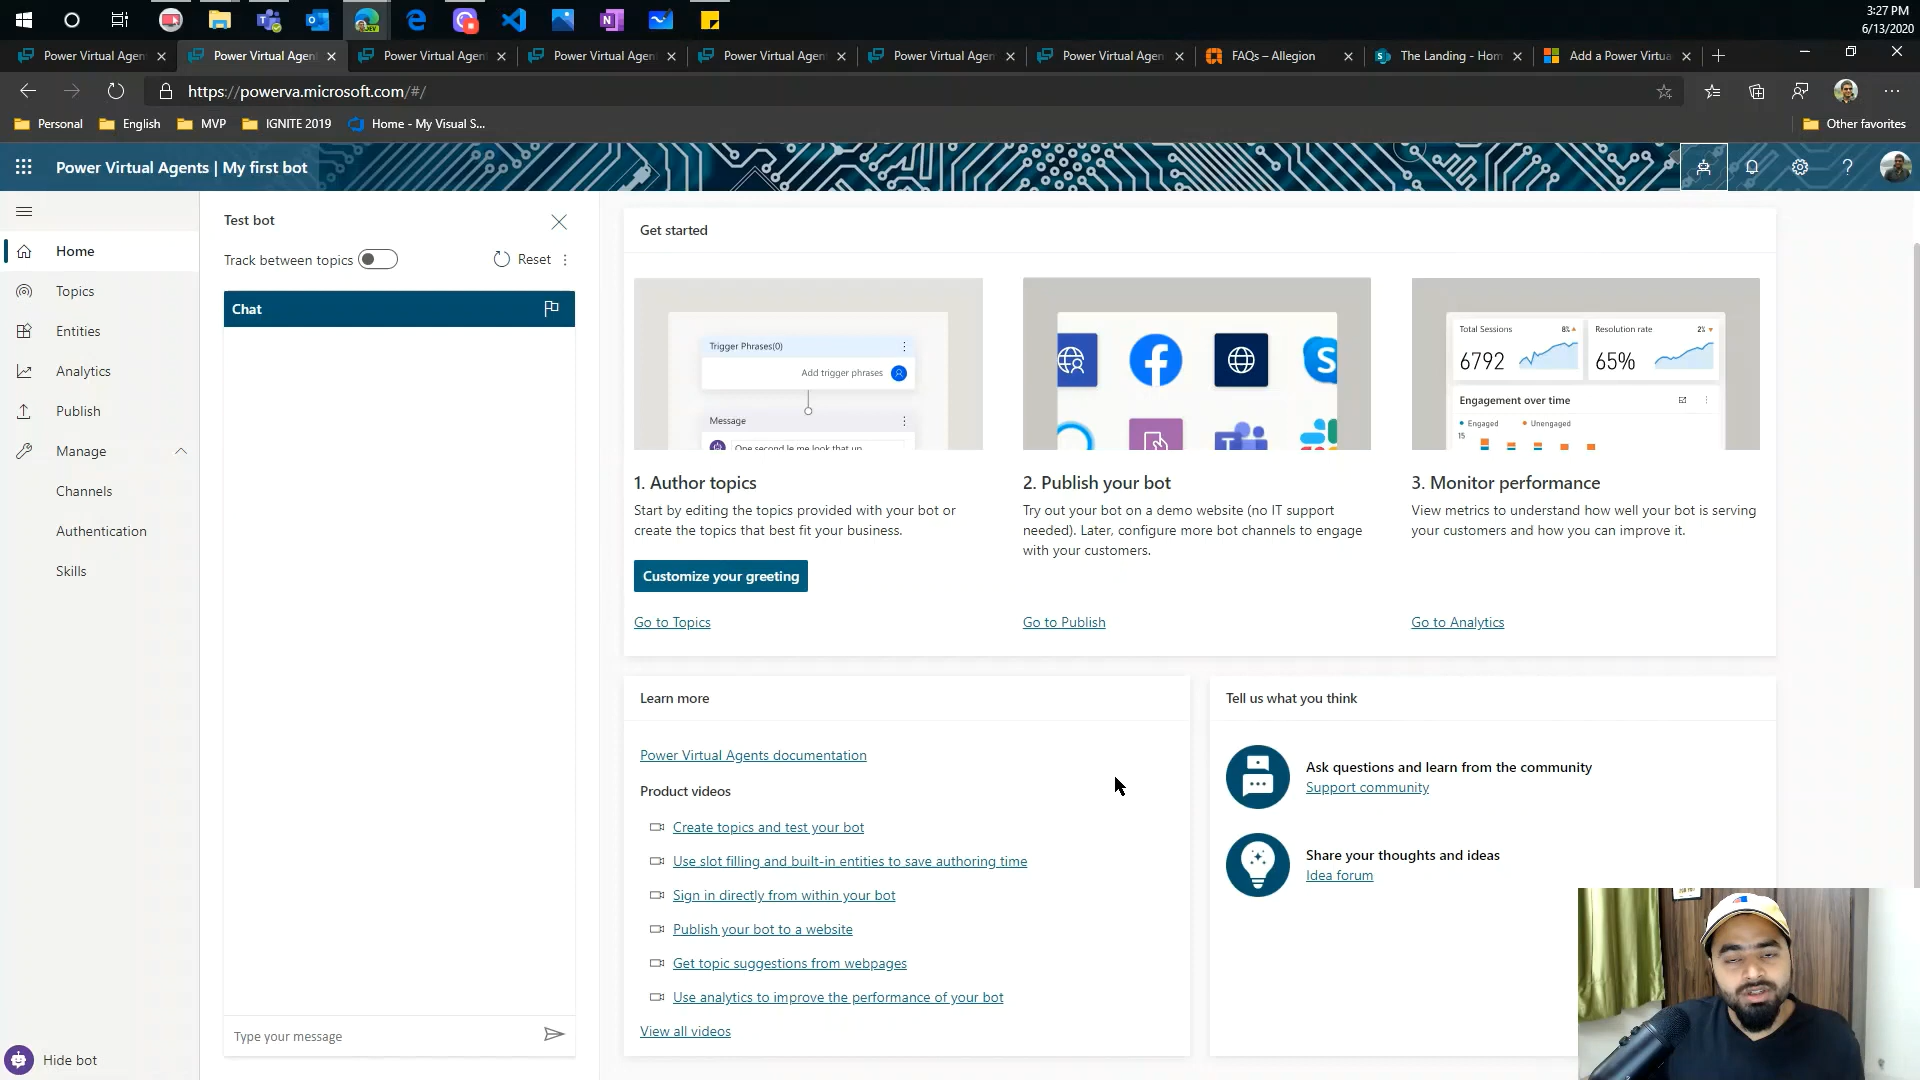 3:27 PM
6/13/2020
Power Virtual Agen
Power Virtual Agen
Power Virtual Agen
Power Virtual Agen
Power Virtual Agen
Power Virtual Agen
Power Virtual Agen
FAQs – Allegion
The Landing - Hom
Add a Power Virtua
https://powerva.microsoft.com/#/
Personal
English
MVP
IGNITE 2019
Home - My Visual S...
Other favorites
Power Virtual Agents | My first bot
Home
Topics
Entities
Analytics
Publish
Manage
Channels
Authentication
Skills
Hide bot
Test bot
Track between topics
Reset
Chat
Type your message
Get started
Trigger Phrases(0)
Add trigger phrases
Message
One second le me look that up
1. Author topics
Start by editing the topics provided with your bot or
create the topics that best fit your business.
Customize your greeting
Go to Topics
2. Publish your bot
Try out your bot on a demo website (no IT support
needed). Later, configure more bot channels to engage
with your customers.
Go to Publish
Total Sessions
8%
6792
Resolution rate
2%
65%
Engagement over time
Engaged
Unengaged
15
3. Monitor performance
View metrics to understand how well your bot is serving
your customers and how you can improve it.
Go to Analytics
Learn more
Power Virtual Agents documentation
Product videos
Create topics and test your bot
Use slot filling and built-in entities to save authoring time
Sign in directly from within your bot
Publish your bot to a website
Get topic suggestions from webpages
Use analytics to improve the performance of your bot
View all videos
Tell us what you think
Ask questions and learn from the community
Support community
Share your thoughts and ideas
Idea forum